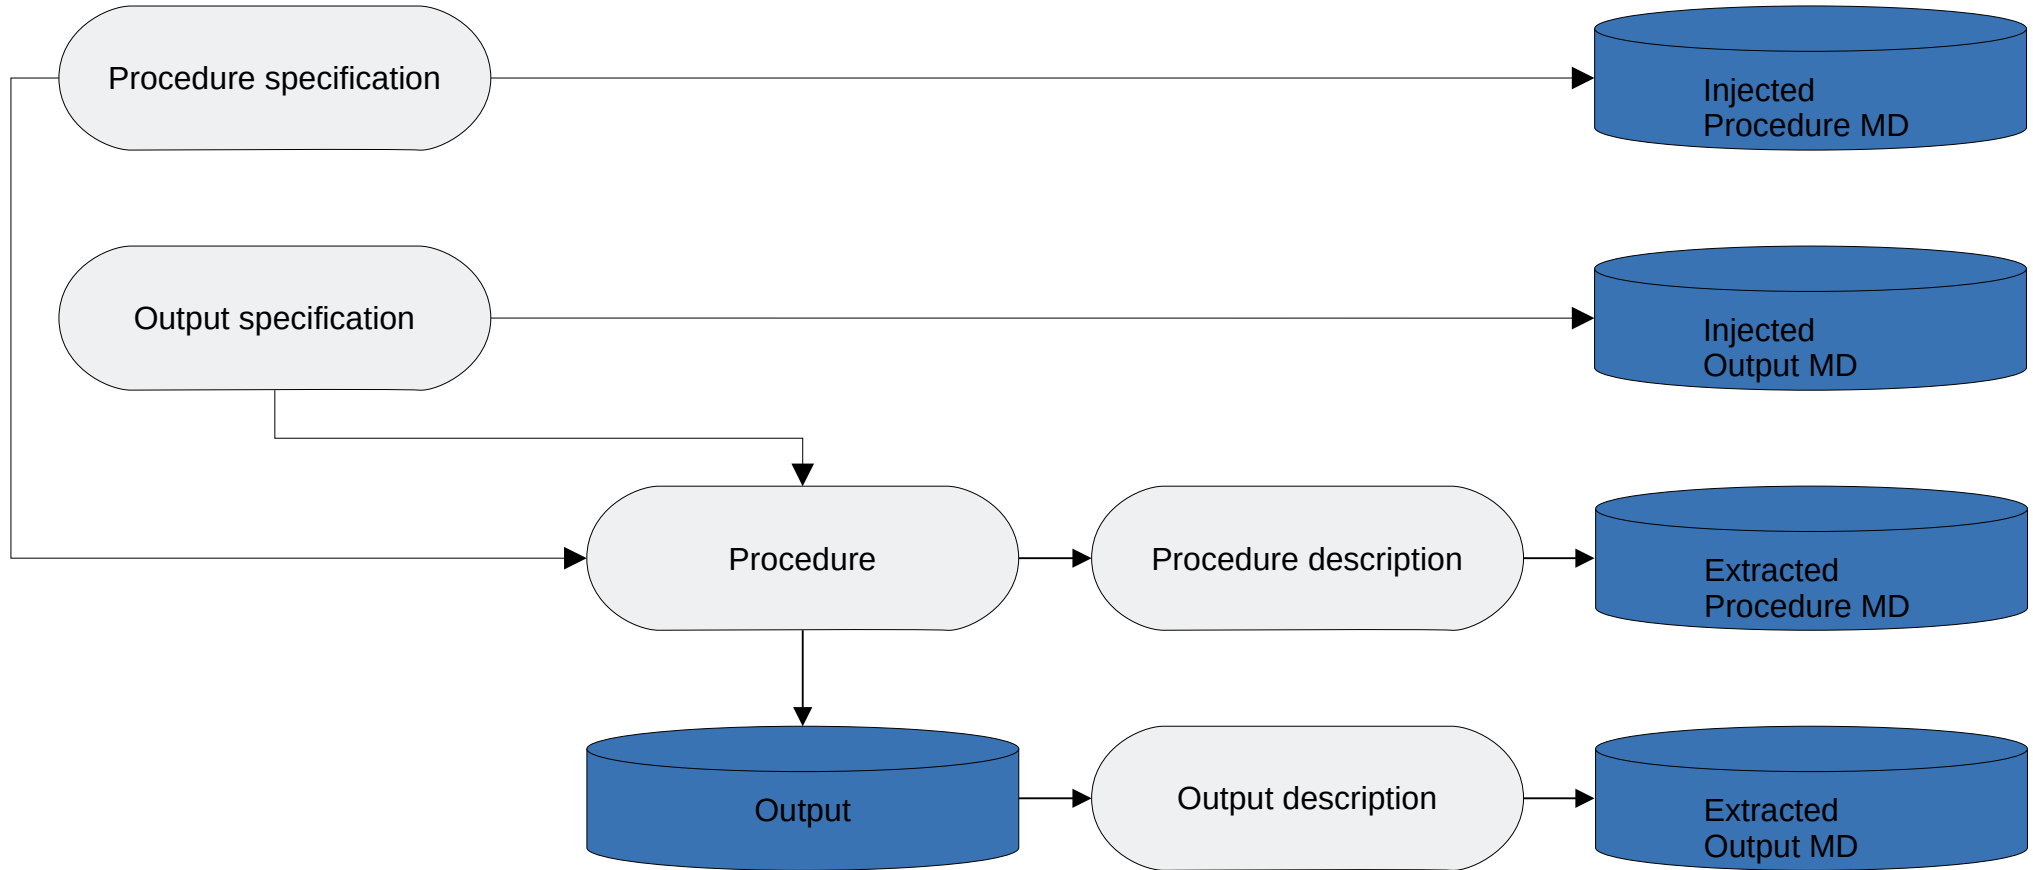 Procedure specification
Injected
Procedure MD
Output specification
Injected
Output MD
Procedure
Procedure description
Extracted
Procedure MD
Output
Output description
Extracted
Output MD